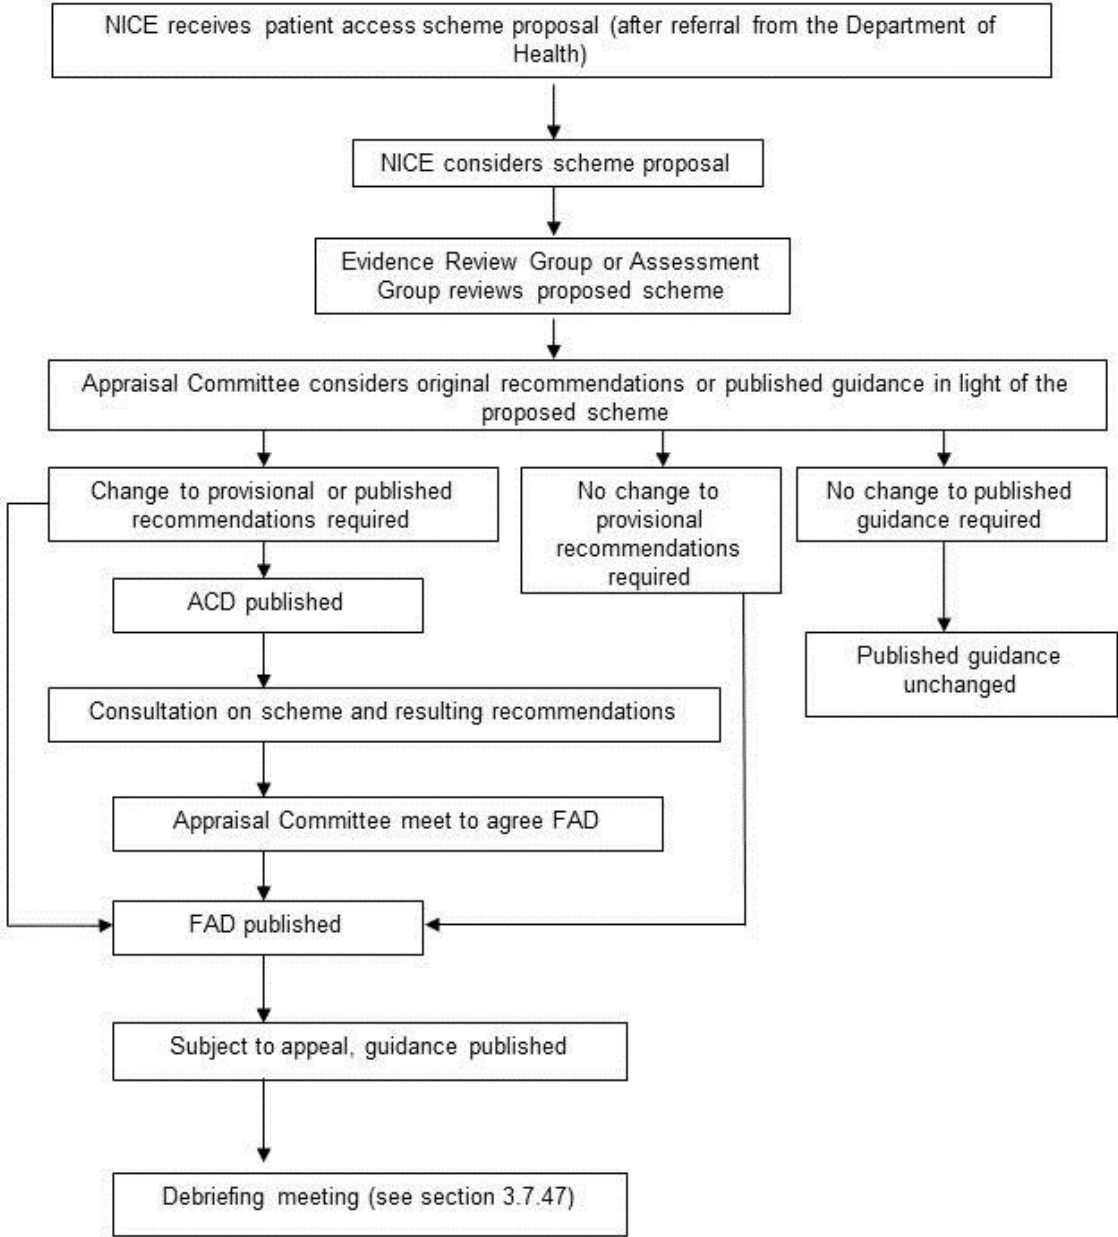 NICE receives patient access scheme proposal (after referral from the Department of
Health)
NICE considers scheme proposal
Evidence Review Group or Assessment
Group reviews proposed scheme
Appraisal Committee considers original recommendations or published guidance in light of the
proposed scheme
Change to provisional or published
recommendations required
No change to
provisional
recommendations
required
No change to published
guidance required
ACD published
Published guidance
unchanged
Consultation on scheme and resulting recommendations
Appraisal Committee meet to agree FAD
FAD published
Subject to appeal, guidance published
Debriefing meeting (see section 3.7.47)